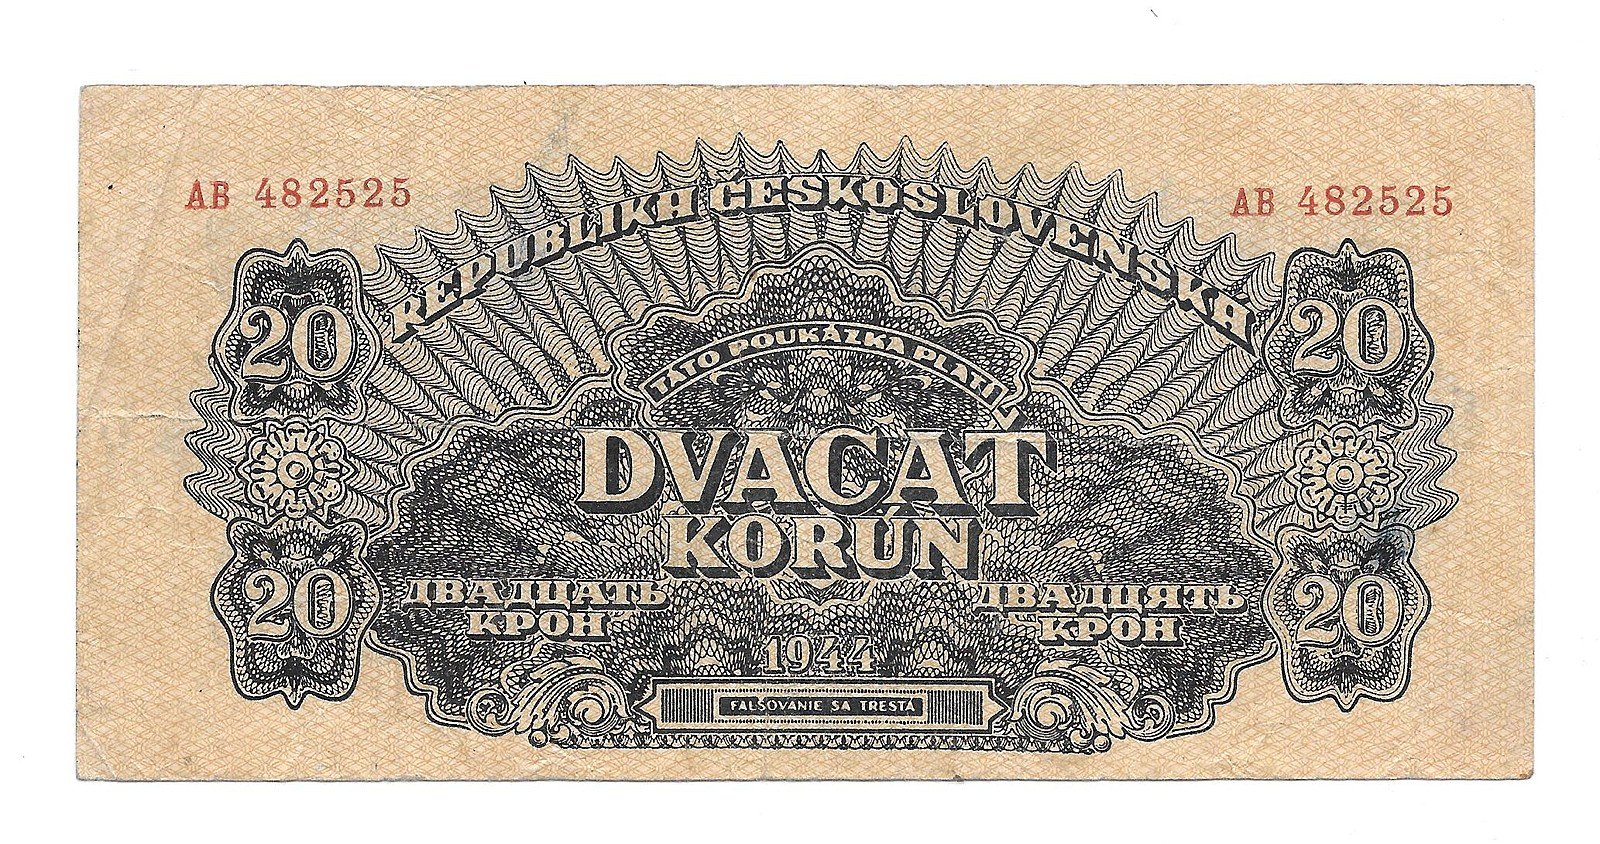 AB 482525
AB 482525
REPUBLIKA ČESKOSLOVENSKÁ
20
20
TÁTO POUKÁZKA PLATÍ
DVACAŤ
KORÚN
20
20
ДВАДЦАТЬ
КРОН
ДВАДЦЯТЬ
КРОН
1944
FALŠOVANIE SA TRESTÁ